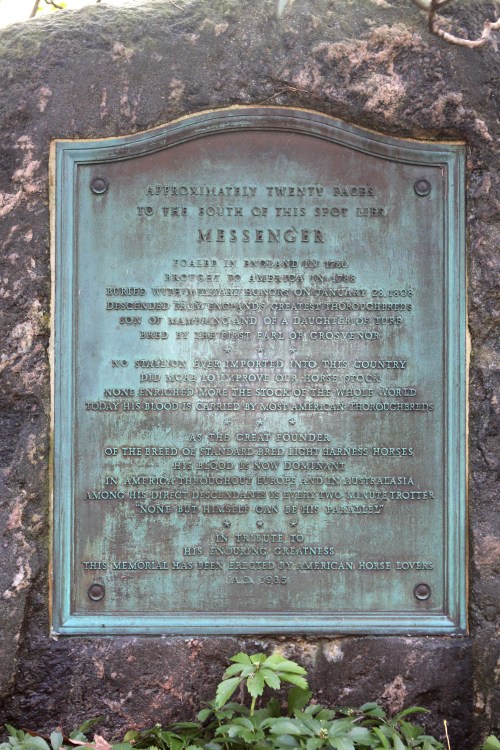 APPROXIMATELY TWENTY PACES
TO THE SOUTH OF THIS SPOT LIES
MESSENGER
FOALED IN ENGLAND IN 1780
BROUGHT TO AMERICA IN 1788
BURIED WITH MILITARY HONORS ON JANUARY 28, 1808
DESCENDED FROM ENGLAND'S GREATEST THOROUGHBREDS
SON OF MAMBRINO AND OF A DAUGHTER OF TURF
BRED BY THE FIRST EARL OF GROSVENOR
* * *
NO STALLION EVER IMPORTED INTO THIS COUNTRY
DID MORE TO IMPROVE OUR HORSE STOCK
NONE ENRICHED MORE THE STOCK OF THE WHOLE WORLD
TODAY HIS BLOOD IS CARRIED BY MOST AMERICAN THOROUGHBREDS
* * *
AS THE GREAT FOUNDER
OF THE BREED OF STANDARD BRED LIGHT HARNESS HORSES
HIS BLOOD IS NOW DOMINANT
IN AMERICA THROUGHOUT EUROPE AND IN AUSTRALASIA
AMONG HIS DIRECT DESCENDANTS IS EVERY TWO MINUTE TROTTER
"NONE BUT HIMSELF CAN BE HIS PARALLEL"
* * *
IN TRIBUTE TO
HIS ENDURING GREATNESS
THIS MEMORIAL HAS BEEN ERECTED BY AMERICAN HORSE LOVERS
A.D. 1935